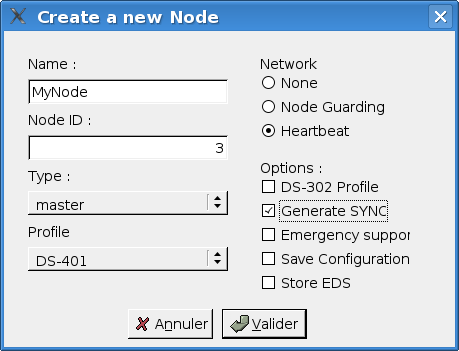 Create a new Node
Name :
MyNode
Node ID :
3
Type :
master
Profile
DS-401
Network
None
Node Guarding
Heartbeat
Options :
DS-302 Profile
Generate SYNC
Emergency suppor
Save Configuration
Store EDS
Annuler
Valider